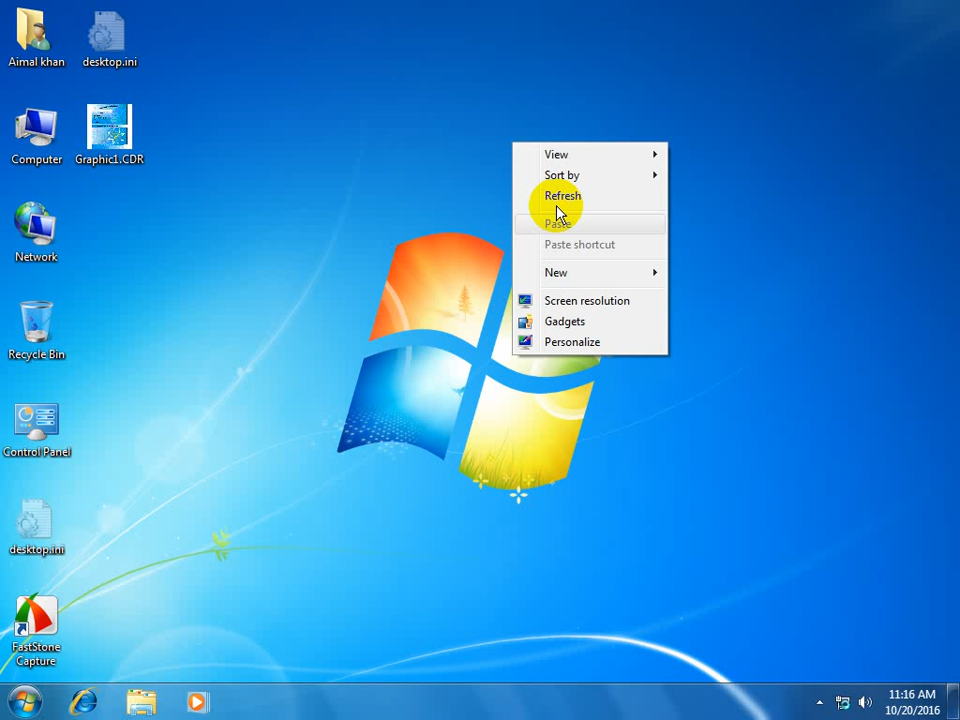 Aimal khan
desktop.ini
Computer
Graphic1.CDR
Network
Recycle Bin
Control Panel
desktop.ini
FastStone
Capture
View
Sort by
Refresh
Paste
Paste shortcut
New
Screen resolution
Gadgets
Personalize
11:16 AM
10/20/2016